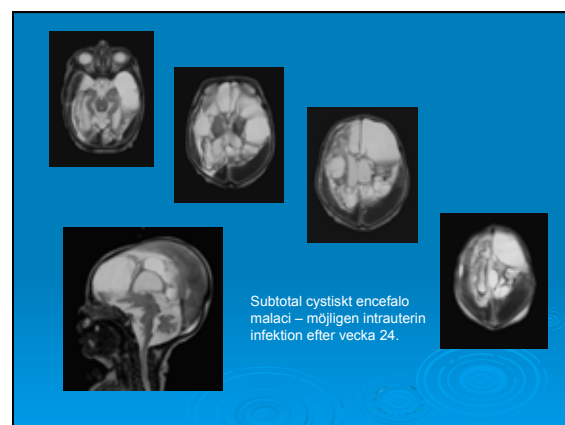 Subtotal cystiskt encefalo
malaci – möjligen intrauterin
infektion efter vecka 24.